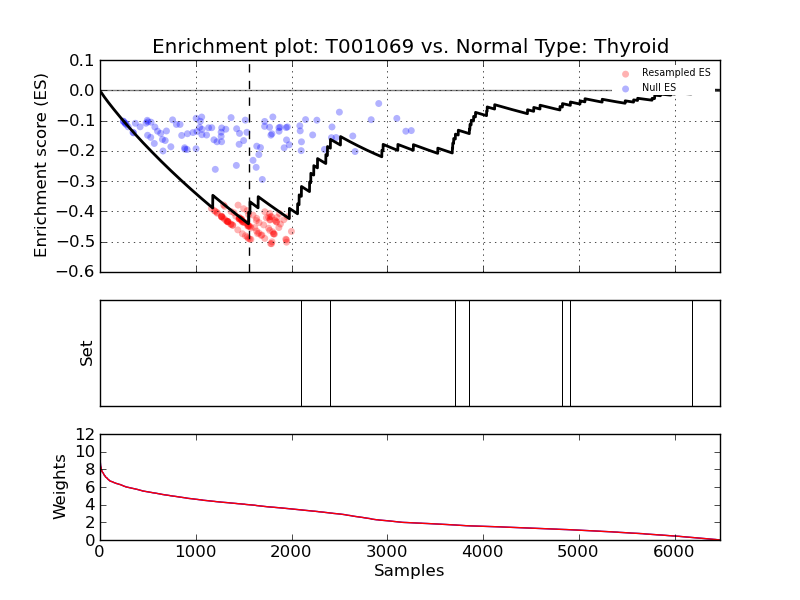 Enrichment plot: T001069 vs. Normal Type: Thyroid
Enrichment score (ES)
0.1
0.0
−0.1
−0.2
−0.3
−0.4
−0.5
−0.6
Resampled ES
Null ES
Set
Weights
12
10
8
6
4
2
0
0 1000 2000 3000 4000 5000 6000
Samples